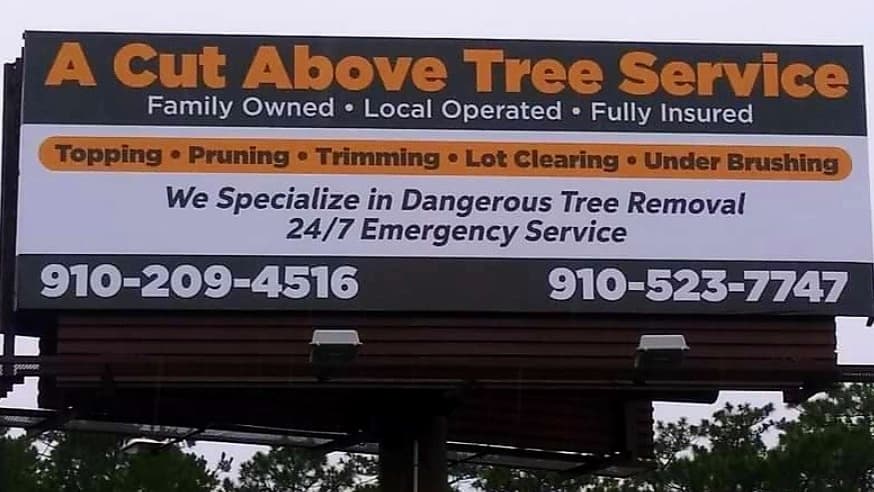 A Cut Above Tree Service
Family Owned • Local Operated • Fully Insured
Topping • Pruning • Trimming • Lot Clearing • Under Brushing
We Specialize in Dangerous Tree Removal
24/7 Emergency Service
910-209-4516 910-523-7747